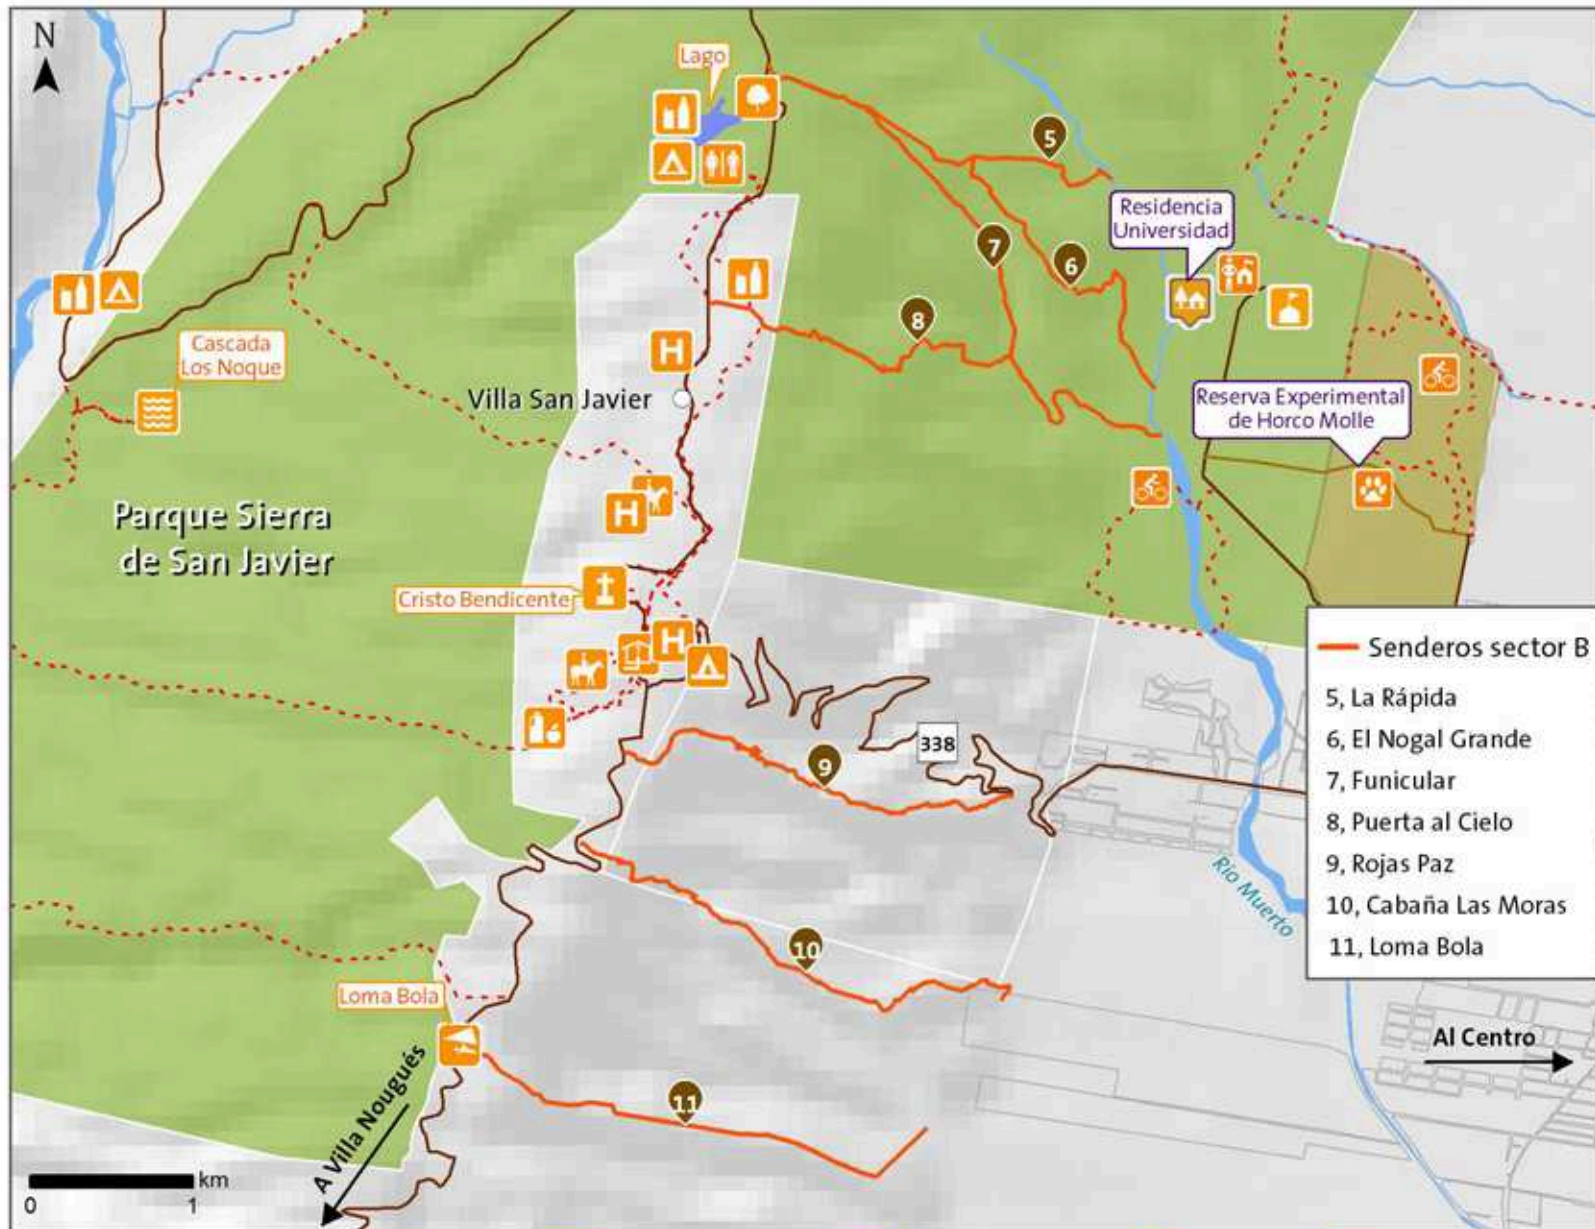 N
Lago
5
Residencia
Universidad
7
6
8
Cascada
Los Noque
H
Villa San Javier
Reserva Experimental
de Horco Molle
Parque Sierra
de San Javier
H
Cristo Bendicente
H
Senderos sector B
5, La Rápida
6, El Nogal Grande
7, Funicular
8, Puerta al Cielo
9, Rojas Paz
10, Cabaña Las Moras
11, Loma Bola
338
9
Río Muerto
10
Loma Bola
Al Centro
A Villa Nougués
11
km
0 1